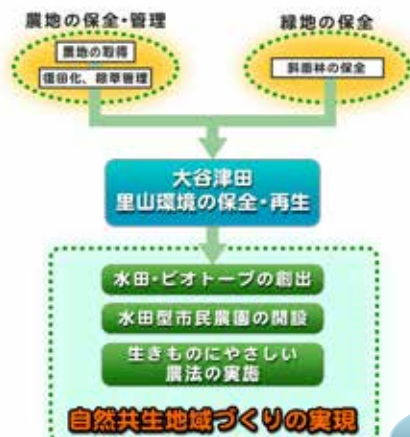 農地の保全・管理
農地の取得
復田化、除草管理
緑地の保全
斜面林の保全
大谷津田
里山環境の保全・再生
水田・ビオトープの創出
水田型市民農園の開設
生きものにやさしい
農法の実施
自然共生地域づくりの実現